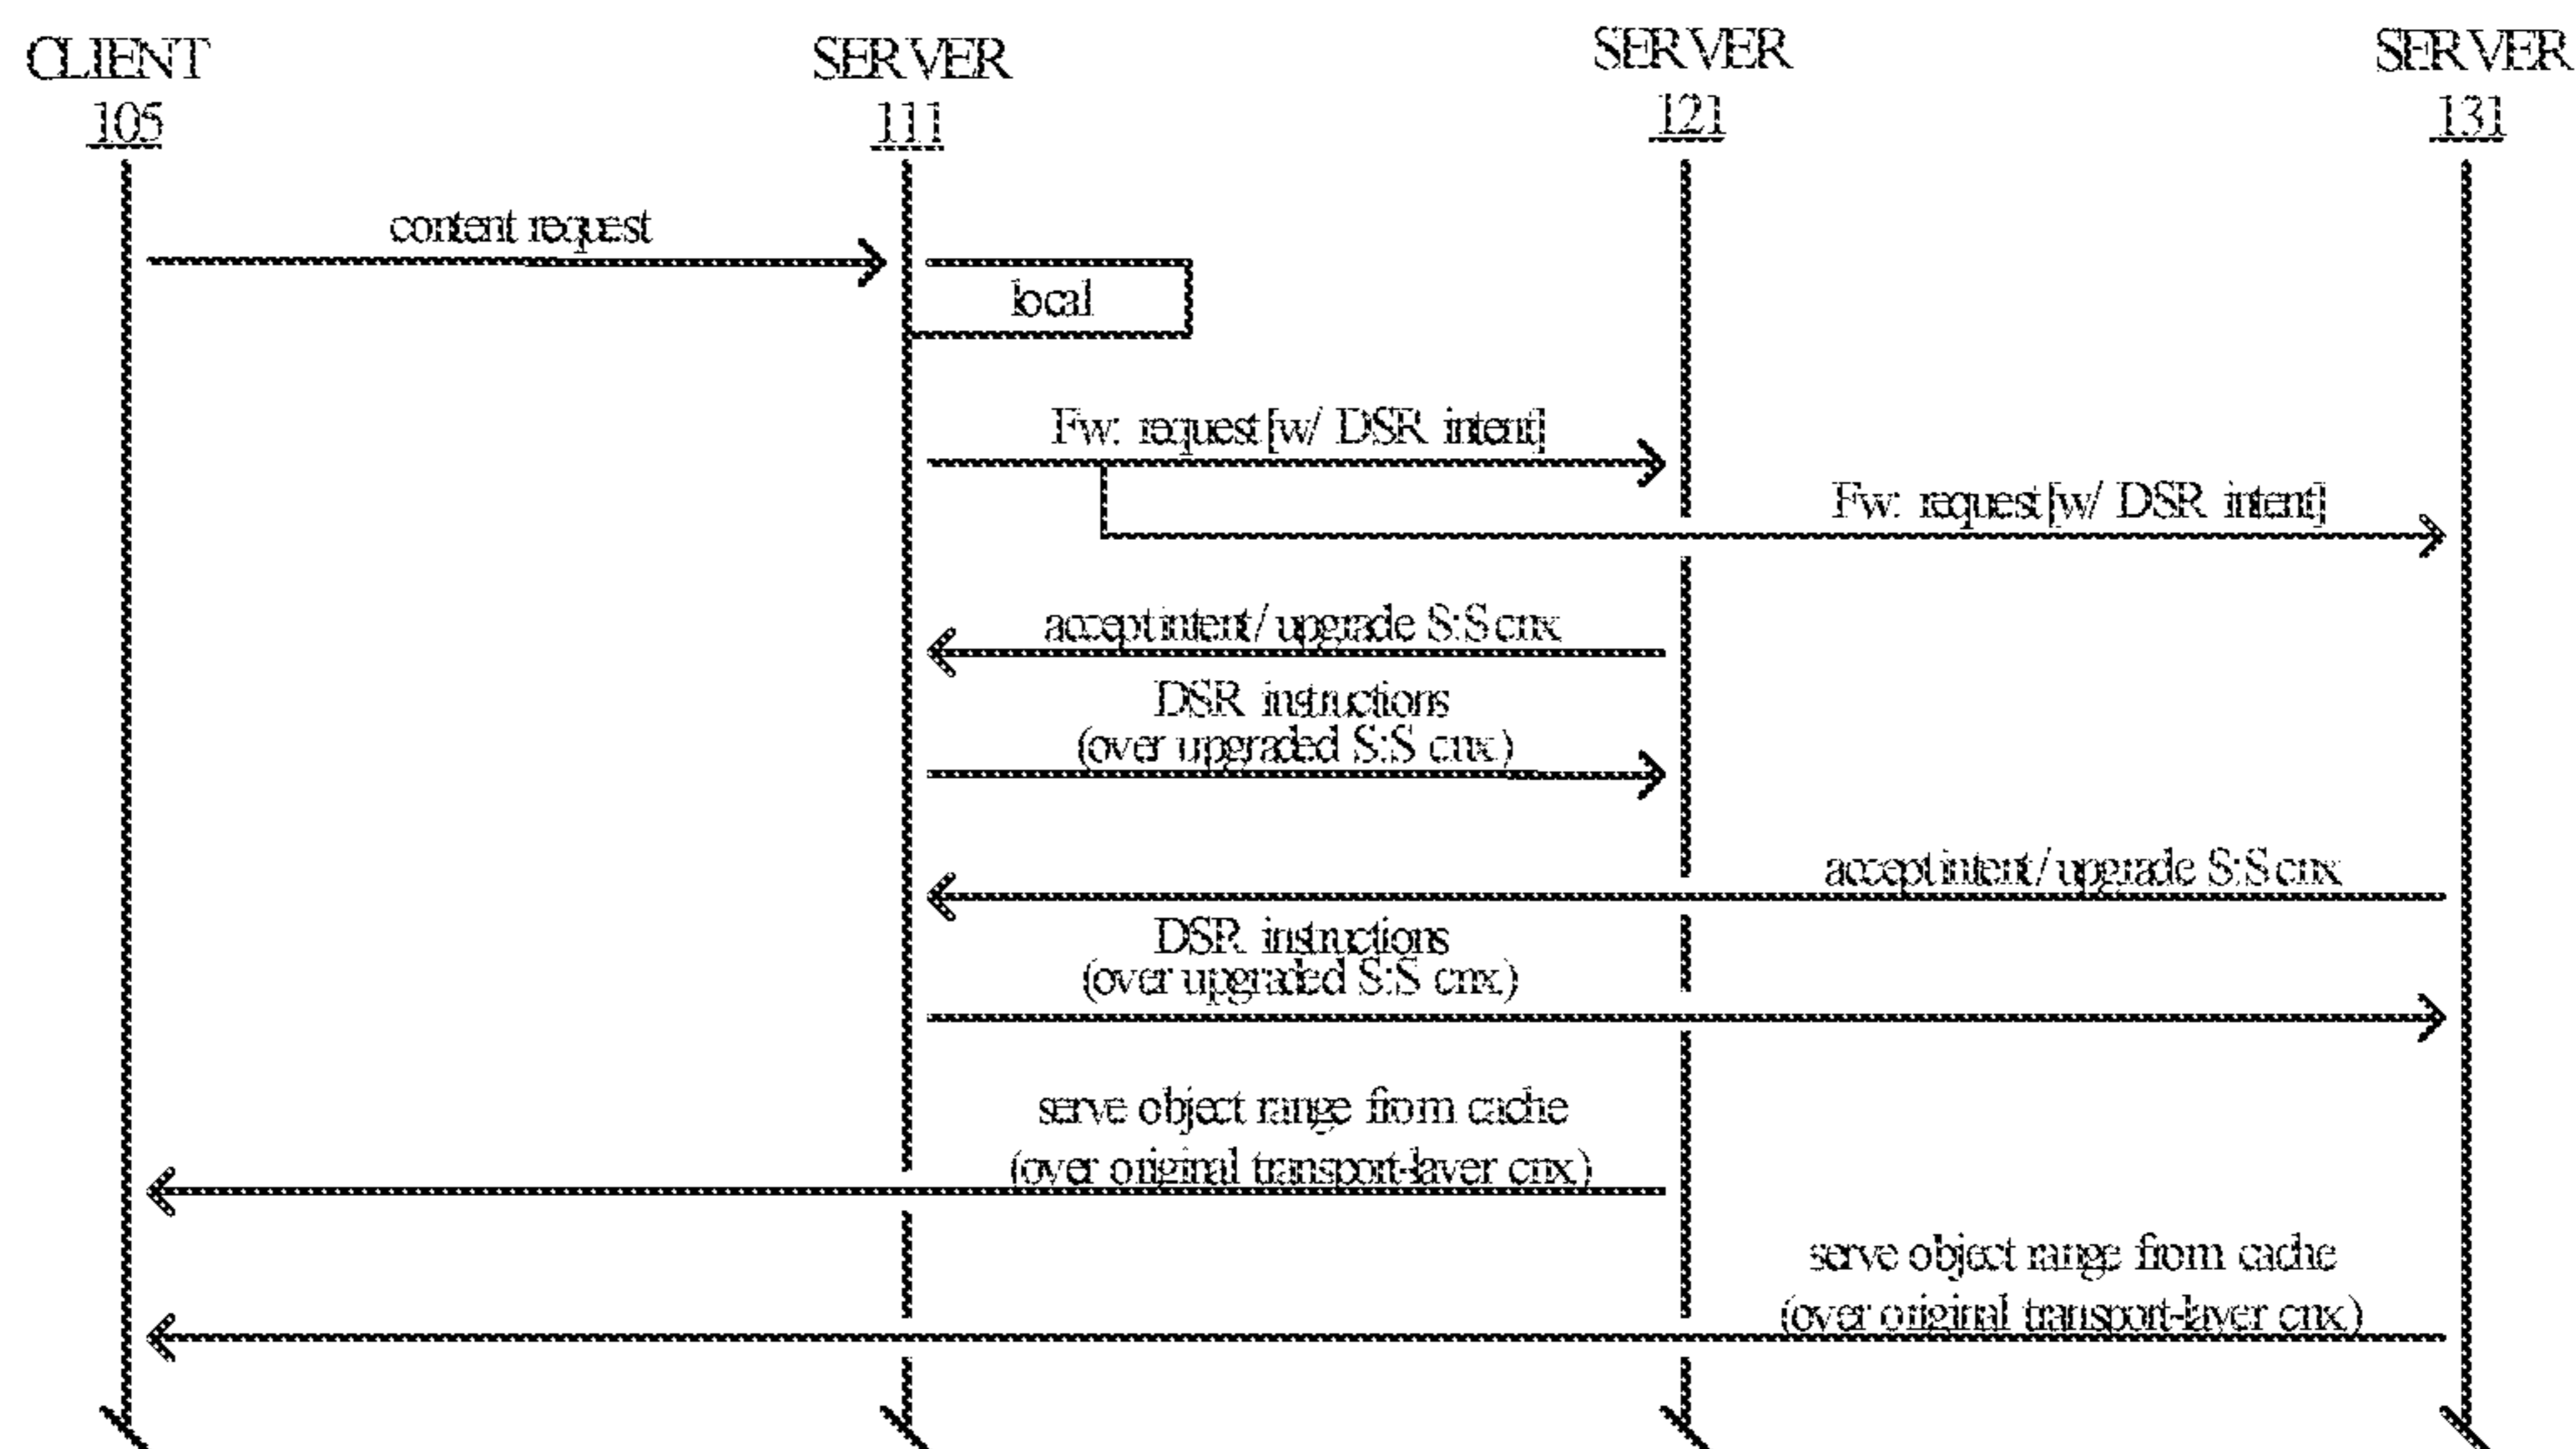 CLIENT SERVER SERVER SERVER
105 111 121 131
content request
local
Fw: request [w/ DSR intent]
Fw: request [w/ DSR intent]
accept intent / upgrade S:S cnx
DSR instructions
(over upgraded S:S cnx.)
accept intent / upgrade S:S cnx
DSR instructions
(over upgraded S:S cnx.)
serve object range from cache
(over original transport-layer cnx.)
serve object range from cache
(over original transport-layer cnx.)